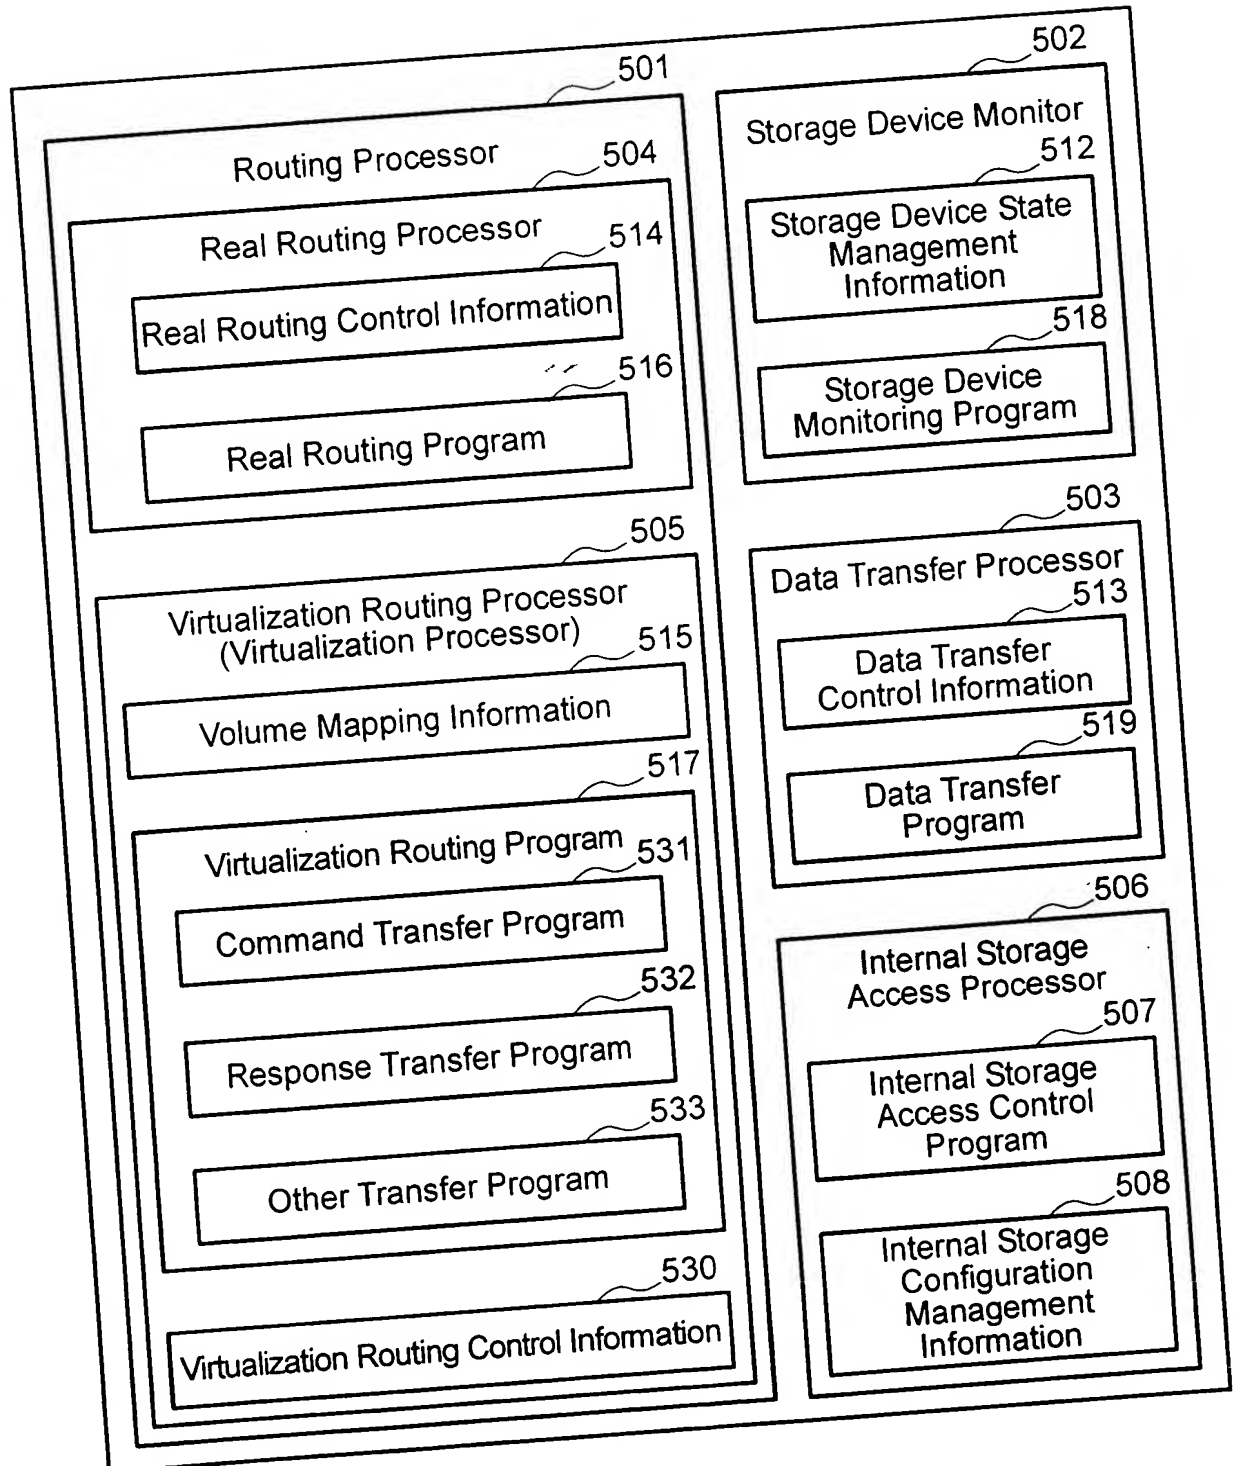 501
Routing Processor
504
Real Routing Processor
514
Real Routing Control Information
516
Real Routing Program
505
Virtualization Routing Processor
(Virtualization Processor)
515
Volume Mapping Information
517
Virtualization Routing Program
531
Command Transfer Program
532
Response Transfer Program
533
Other Transfer Program
530
Virtualization Routing Control Information
502
Storage Device Monitor
512
Storage Device State
Management
Information
518
Storage Device
Monitoring Program
503
Data Transfer Processor
513
Data Transfer
Control Information
519
Data Transfer
Program
506
Internal Storage
Access Processor
507
Internal Storage
Access Control
Program
508
Internal Storage
Configuration
Management
Information